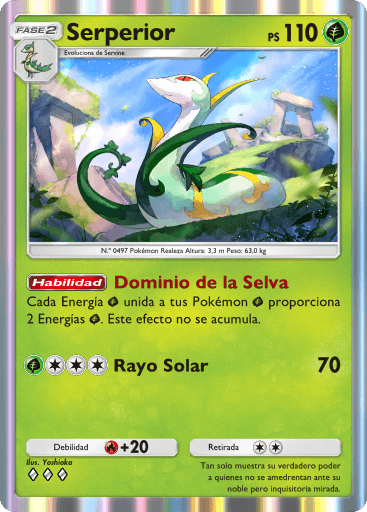 FASE2 Serperior PS 110
Evoluciona de Servine
N.º 0497 Pokémon Realeza Altura: 3,3 m Peso: 63,0 kg
Habilidad Dominio de la Selva
Cada Energía unida a tus Pokémon proporciona
2 Energías. Este efecto no se acumula.
Rayo Solar 70
Debilidad +20 Retirada
Ilus. Yoshioka
Tan solo muestra su verdadero poder
a quienes no se amedrentan ante su
noble pero inquisitoria mirada.